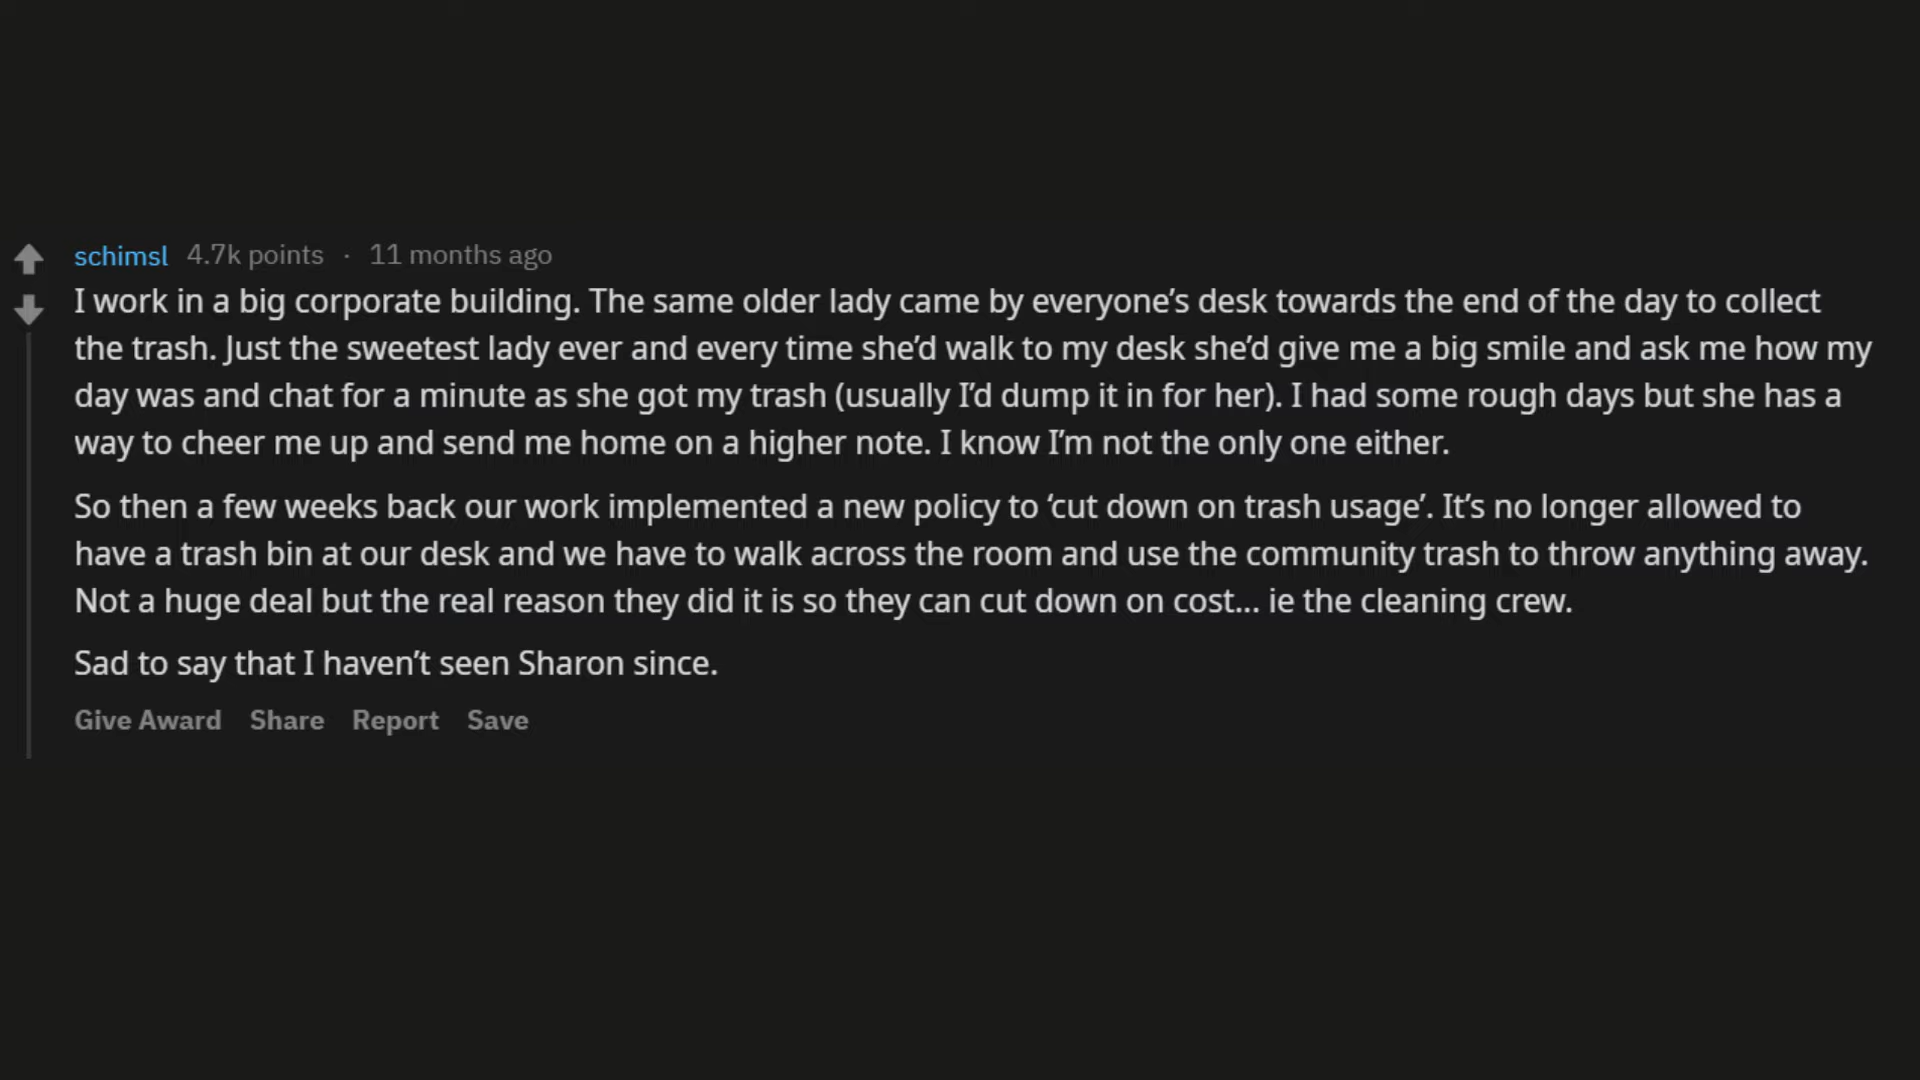 schimsl 4.7k points · 11 months ago
I work in a big corporate building. The same older lady came by everyone’s desk towards the end of the day to collect
the trash. Just the sweetest lady ever and every time she’d walk to my desk she’d give me a big smile and ask me how my
day was and chat for a minute as she got my trash (usually I’d dump it in for her). I had some rough days but she has a
way to cheer me up and send me home on a higher note. I know I’m not the only one either.
So then a few weeks back our work implemented a new policy to ‘cut down on trash usage’. It’s no longer allowed to
have a trash bin at our desk and we have to walk across the room and use the community trash to throw anything away.
Not a huge deal but the real reason they did it is so they can cut down on cost... ie the cleaning crew.
Sad to say that I haven’t seen Sharon since.
Give Award Share Report Save